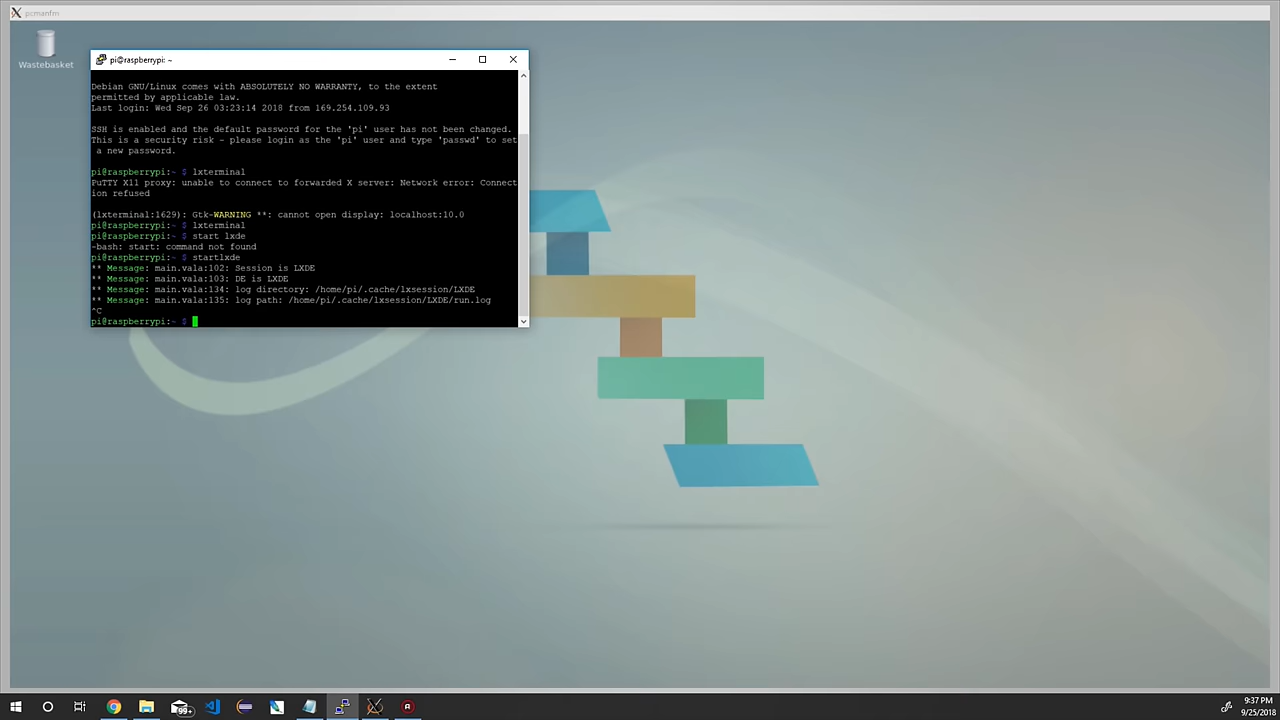 pcmanfm
Wastebasket
pi@raspberrypi: ~
Debian GNU/Linux comes with ABSOLUTELY NO WARRANTY, to the extent
permitted by applicable law.
Last login: Wed Sep 26 03:23:14 2018 from 169.254.109.93
SSH is enabled and the default password for the 'pi' user has not been changed.
This is a security risk - please login as the 'pi' user and type 'passwd' to set
a new password.
pi@raspberrypi:~ $ lxterminal
PuTTY X11 proxy: unable to connect to forwarded X server: Network error: Connect
ion refused
(lxterminal:1629): Gtk-WARNING **: cannot open display: localhost:10.0
pi@raspberrypi:~ $ lxterminal
pi@raspberrypi:~ $ start lxde
-bash: start: command not found
pi@raspberrypi:~ $ startlxde
** Message: main.vala:102: Session is LXDE
** Message: main.vala:103: DE is LXDE
** Message: main.vala:134: log directory: /home/pi/.cache/lxsession/LXDE
** Message: main.vala:135: log path: /home/pi/.cache/lxsession/LXDE/run.log
^C
pi@raspberrypi:~ $
99+
9:37 PM
9/25/2018